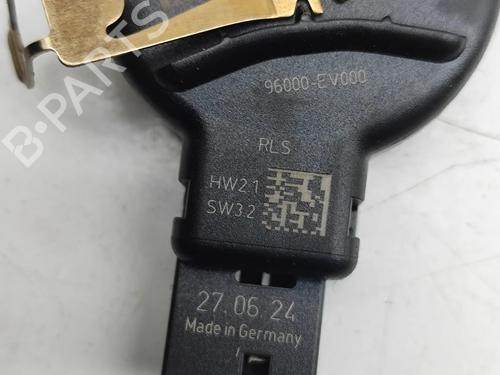 96000-EV000
RLS
HW2.1
SW3.2
27.06.24
Made in Germany
B-PARTS